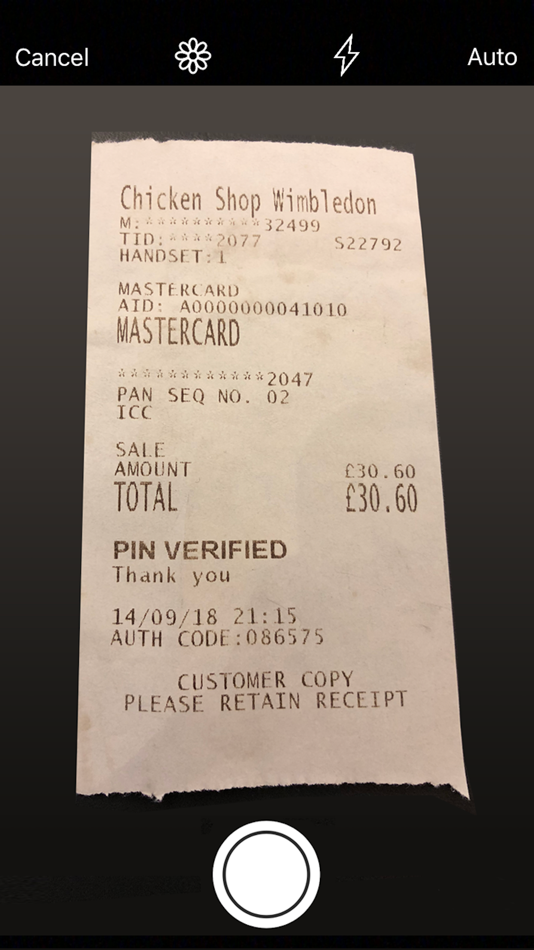 Cancel Auto
Chicken Shop Wimbledon
M:**********32499
TID:****2077 S22792
HANDSET:1
MASTERCARD
AID: A0000000041010
MASTERCARD
************2047
PAN SEQ NO. 02
ICC
SALE
AMOUNT £30.60
TOTAL £30.60
PIN VERIFIED
Thank you
14/09/18 21:15
AUTH CODE:086575
CUSTOMER COPY
PLEASE RETAIN RECEIPT